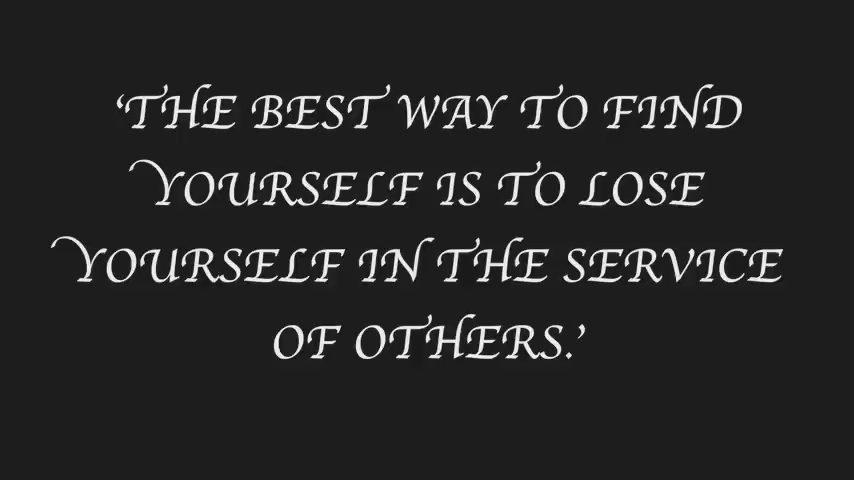 ‘THE BEST WAY TO FIND
YOURSELF IS TO LOSE
YOURSELF IN THE SERVICE
OF OTHERS.’